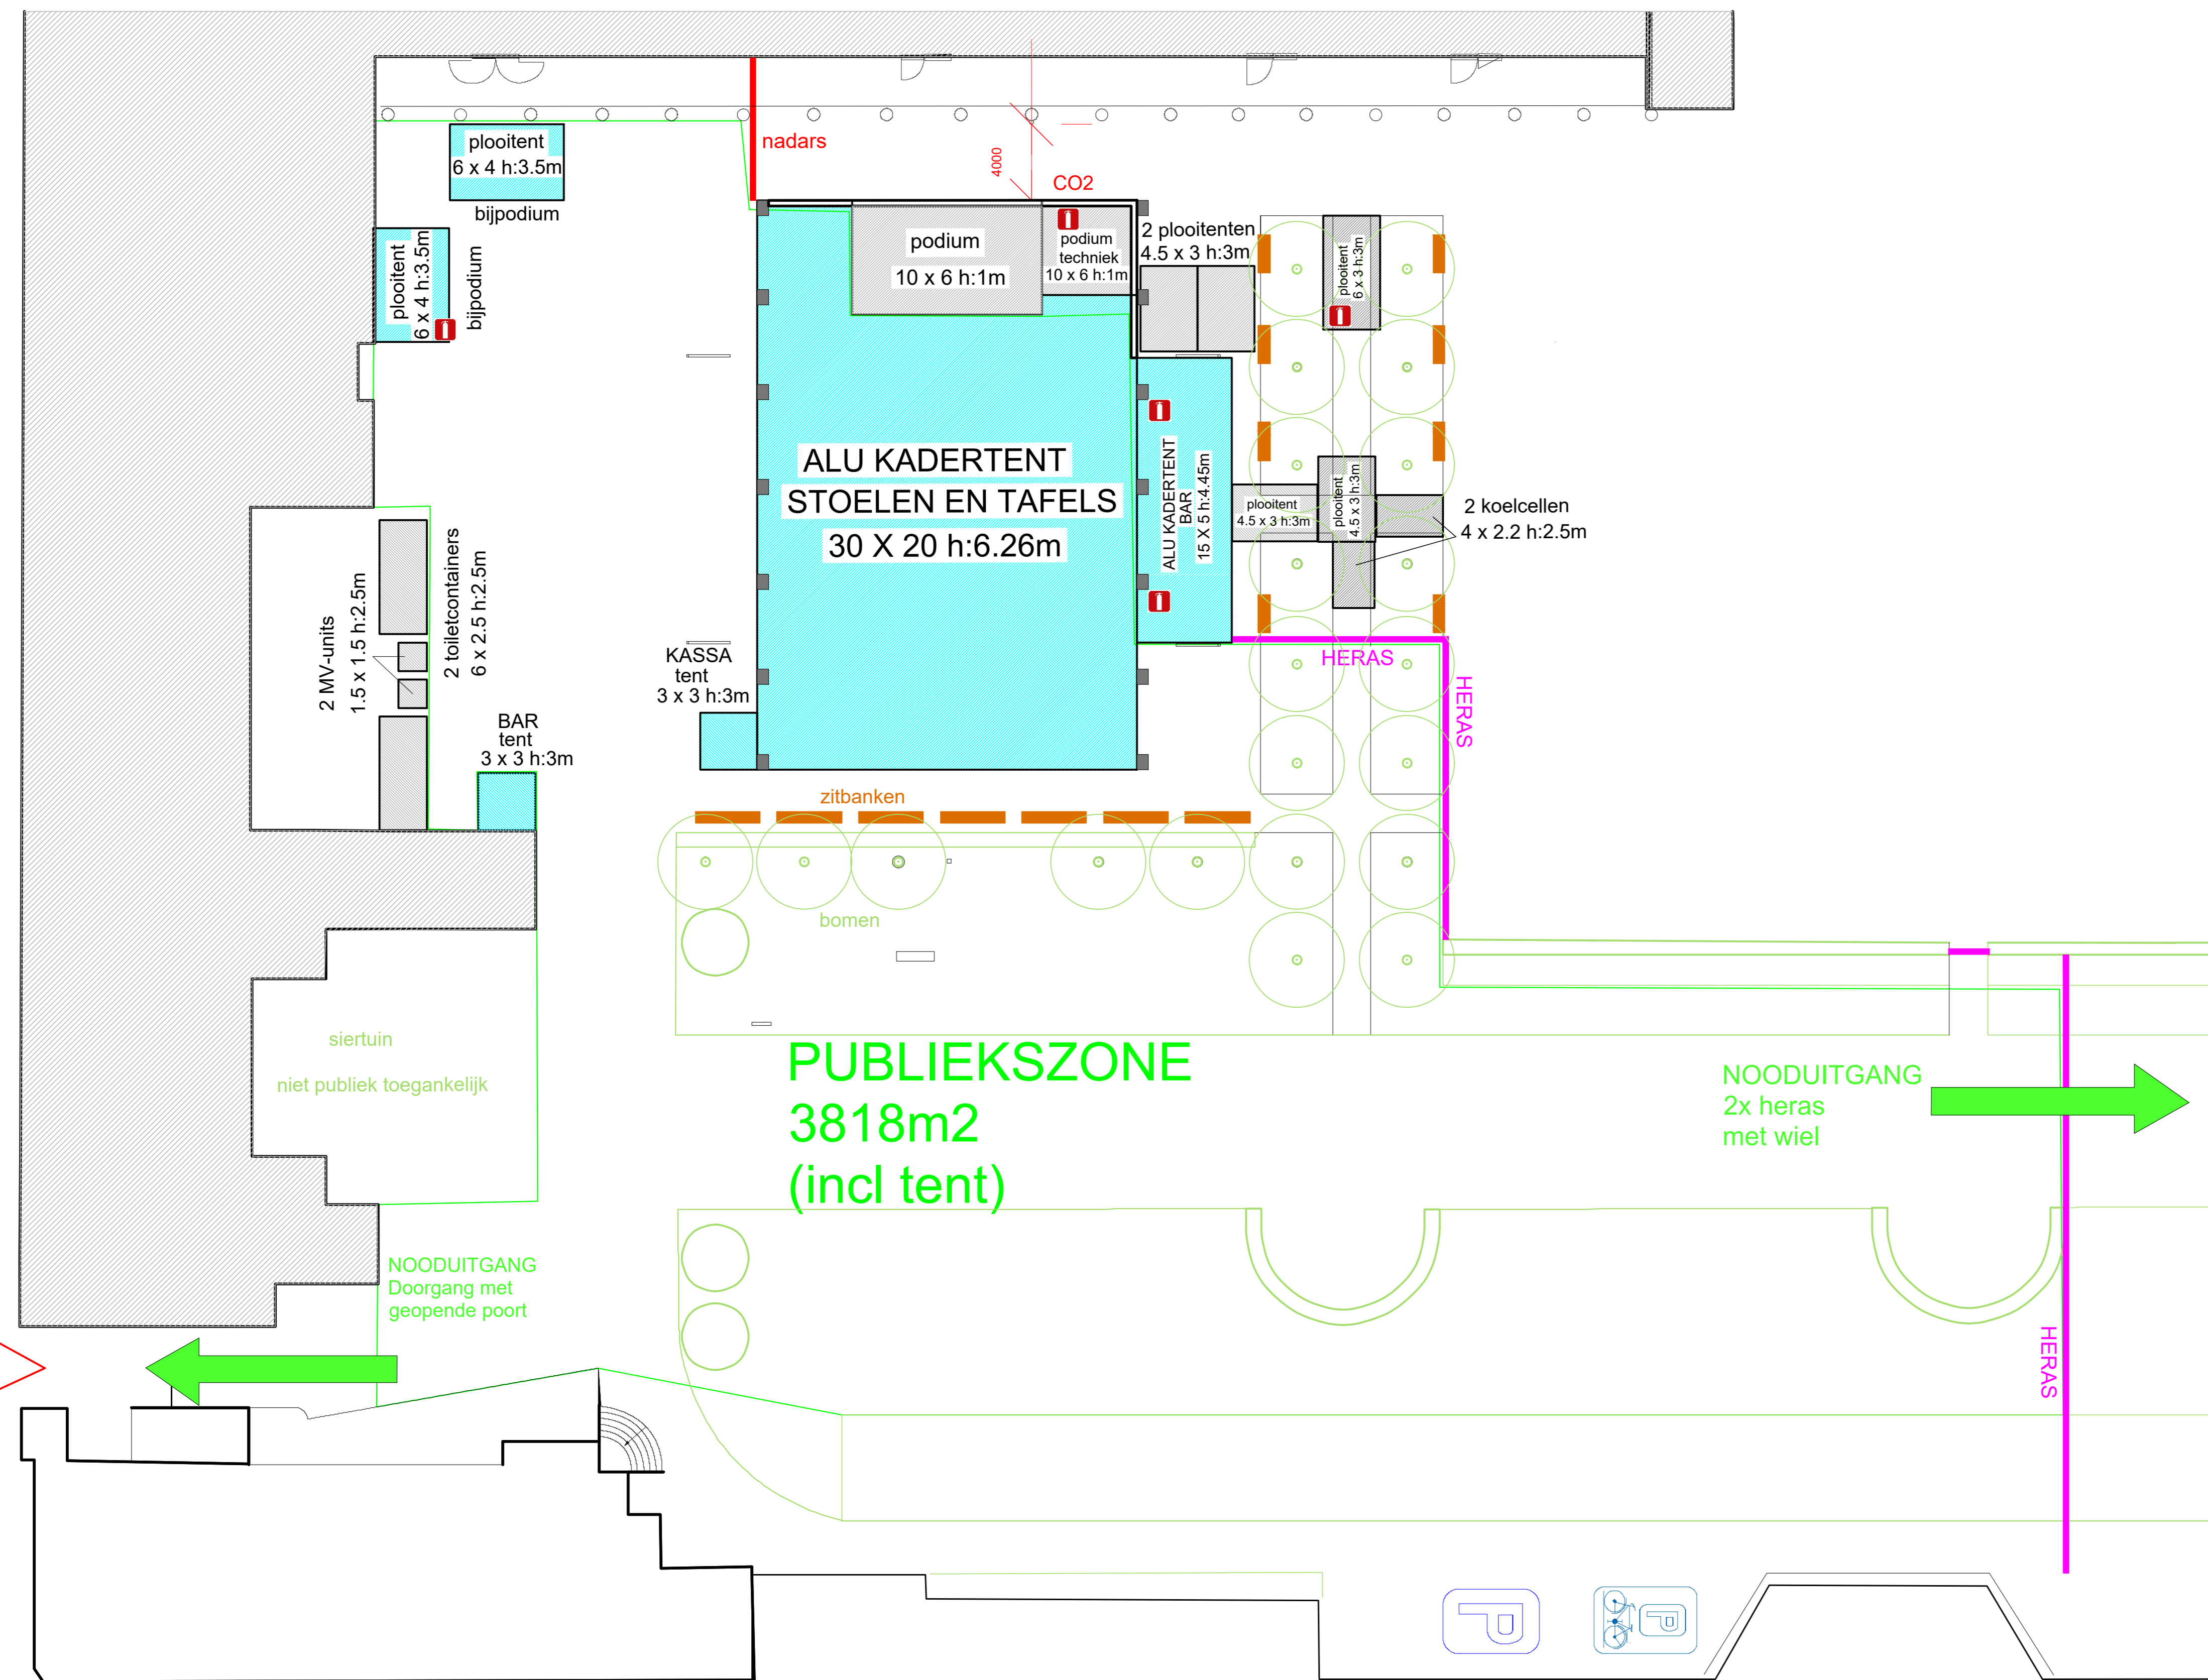 nadars
4000
CO2
plooitent
6 x 4 h:3.5m
bijpodium
plooitent
6 x 4 h:3.5m
bijpodium
podium
10 x 6 h:1m
podium
techniek
10 x 6 h:1m
2 plooitenten
4.5 x 3 h:3m
plooitent
6 x 3 h:3m
ALU KADERTENT
STOELEN EN TAFELS
30 X 20 h:6.26m
ALU KADERTENT
BAR
15 X 5 h:4.45m
plooitent
4.5 x 3 h:3m
plooitent
4.5 x 3 h:3m
2 koelcellen
4 x 2.2 h:2.5m
2 MV-units
1.5 x 1.5 h:2.5m
2 toiletcontainers
6 x 2.5 h:2.5m
BAR
tent
3 x 3 h:3m
KASSA
tent
3 x 3 h:3m
HERAS
HERAS
zitbanken
bomen
siertuin
niet publiek toegankelijk
PUBLIEKSZONE
3818m2
(incl tent)
NOODUITGANG
2x heras
met wiel
NOODUITGANG
Doorgang met
geopende poort
HERAS
P
P